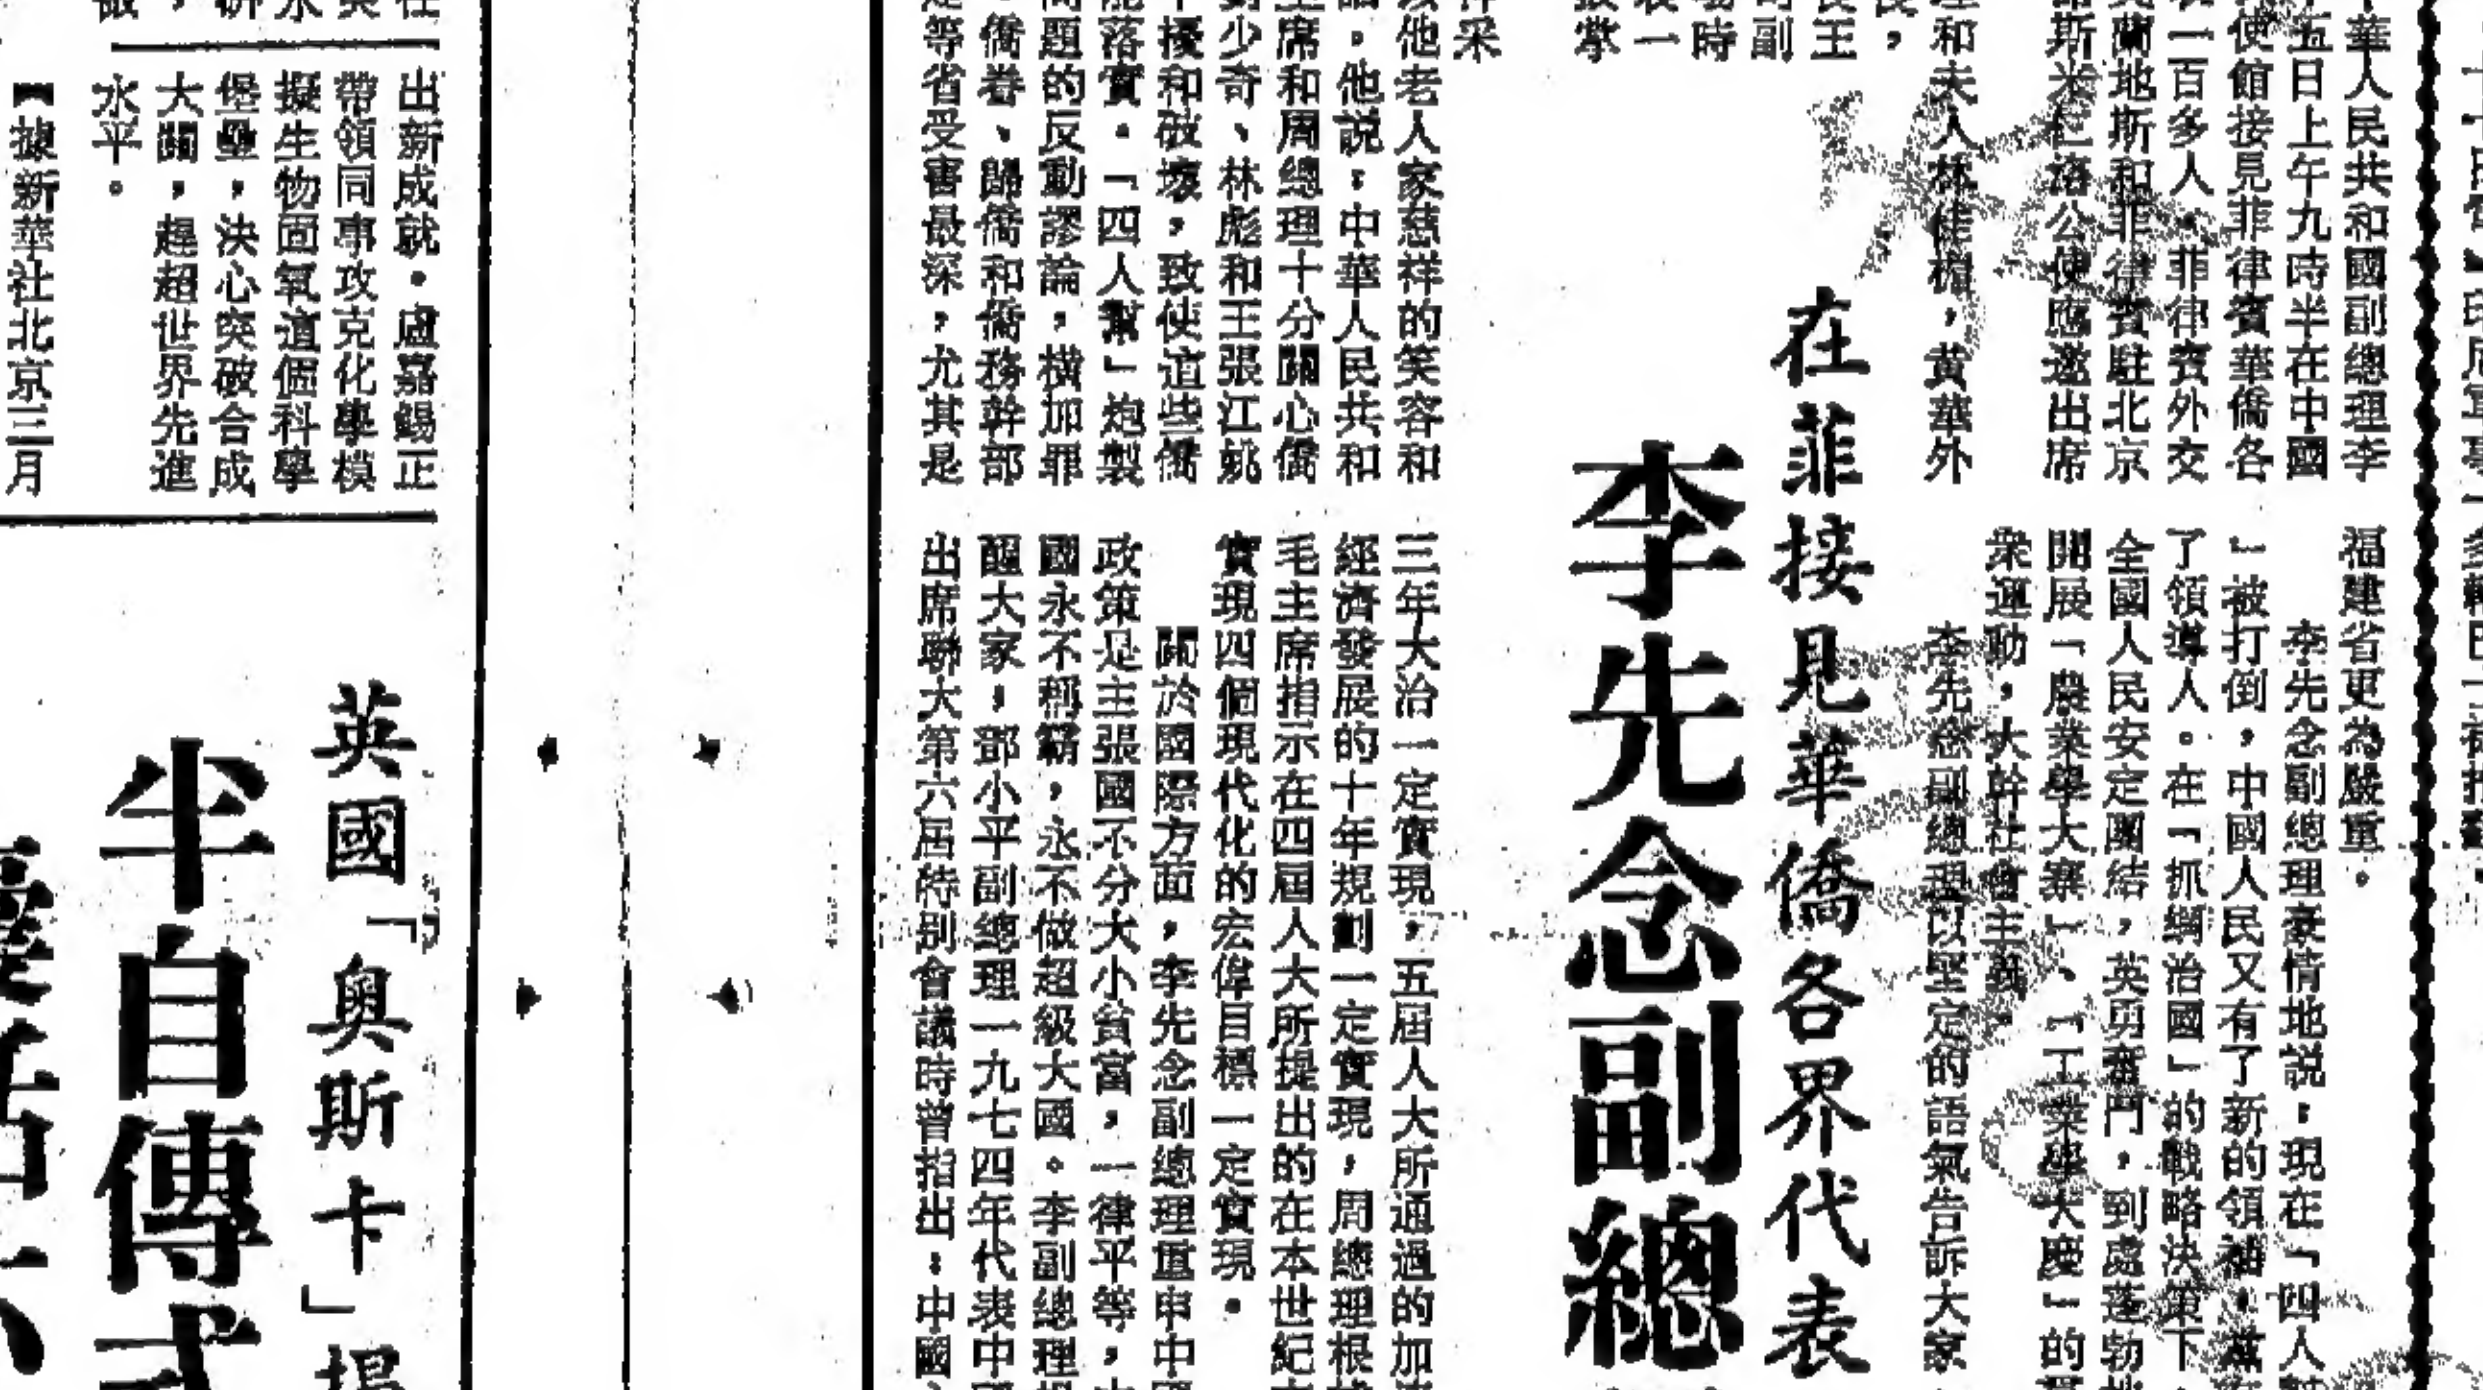 華人民共和國副總理李
五日上午九時半在中國
使館接見菲律賓華僑各
一百多人。菲律賓外交
蘭地斯和菲律賓駐北京
斯米仁洛公使應邀出席
和夫人林佳楣，黃華外
，
王
副
時
一
掌
采
他老人家慈祥的笑容和
，他說：中華人民共和
席和周總理十分關心僑
少奇、林彪和王張江姚
擾和破壞，致使這些僑
落實。「四人幫」炮製
題的反動謬論，橫加罪
僑眷、歸僑和僑務幹部
等省受害最深，尤其是
福建省更為嚴重。
李先念副總理豪情地說：現在「四人
」被打倒，中國人民又有了新的領袖，
了領導人。在「抓綱治國」的戰略決策下
全國人民安定團結，英勇奮鬥，到處蓬勃
開展「農業學大寨」、「工業學大慶」的
衆運動，大幹社會主義。
李先念副總理以堅定的語氣告訴大家
在菲接見華僑各界代表
李先念副總
三年大治一定實現，五屆人大所通過的加
經濟發展的十年規劃一定實現，周總理根
毛主席指示在四屆人大所提出的在本世紀
實現四個現代化的宏偉目標一定實現。
關於國際方面，李先念副總理重申中
政策是主張國不分大小貧富，一律平等，
國永不稱霸，永不做超級大國。李副總理
醒大家，鄧小平副總理一九七四年代表中
出席聯大第六屆特別會議時曾指出：中國
出新成就。盧嘉錫正
帶領同事攻克化學模
擬生物固氮這個科學
堡壘，決心突破合成
大關，趕超世界先進
水平。
【據新華社北京三月
英國「奧斯卡」
半自傳式